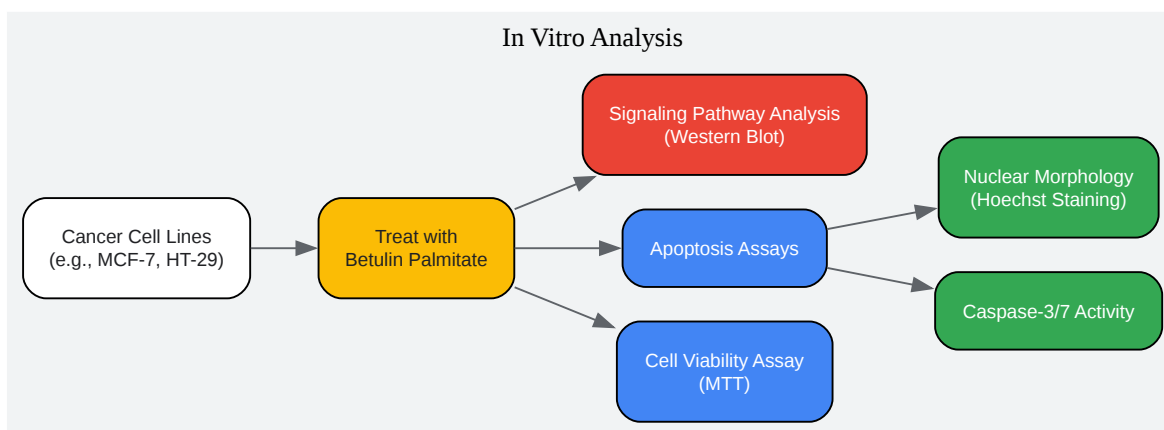 In Vitro Analysis
Cancer Cell Lines
(e.g., MCF-7, HT-29)
Treat with
Betulin Palmitate
Signaling Pathway Analysis
(Western Blot)
Apoptosis Assays
Cell Viability Assay
(MTT)
Nuclear Morphology
(Hoechst Staining)
Caspase-3/7 Activity